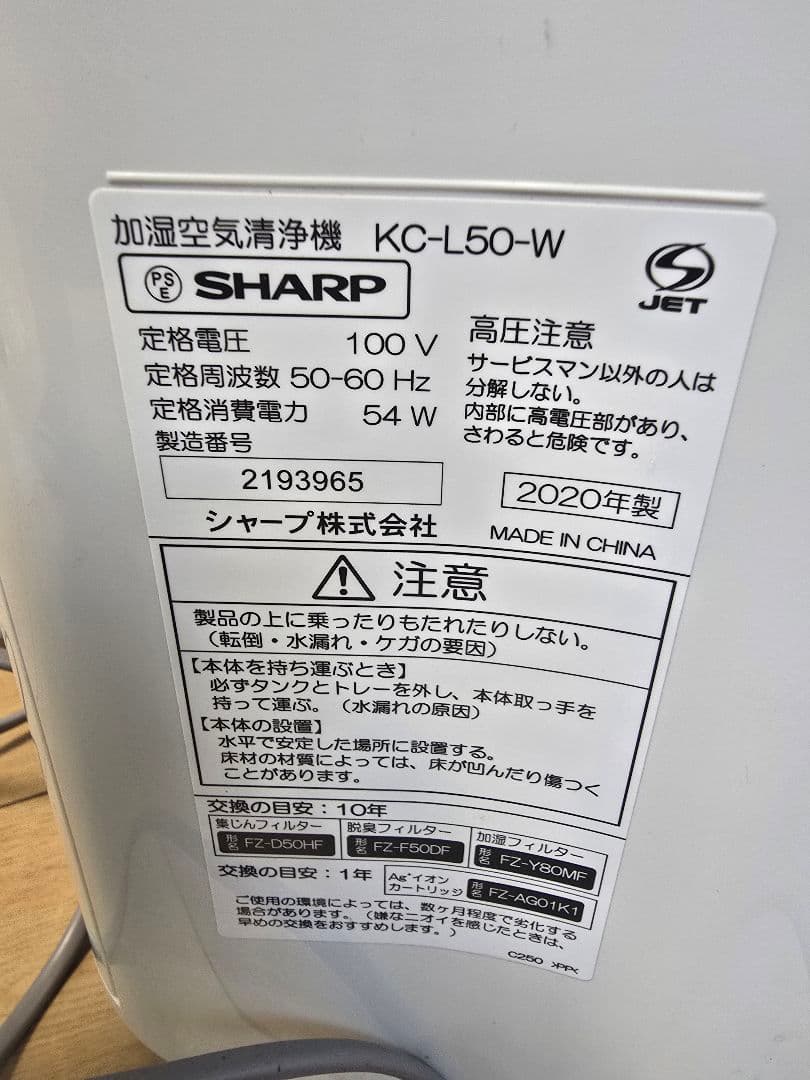 加湿空気清浄機 KC-L50-W
PS
E
SHARP
JET
定格電圧 100 V
定格周波数 50-60 Hz
定格消費電力 54 W
製造番号
2193965
シャープ株式会社
高圧注意
サービスマン以外の人は
分解しない。
内部に高電圧部があり、
さわると危険です。
2020年製
MADE IN CHINA
注意
製品の上に乗ったりもたれたりしない。
(転倒・水漏れ・ケガの要因)
【本体を持ち運ぶとき】
必ずタンクとトレーを外し、本体取っ手を
持って運ぶ。(水漏れの原因)
【本体の設置】
水平で安定した場所に設置する。
床材の材質によっては、床が凹んだり傷つく
ことがあります。
交換の目安:10年
集じんフィルター
形名 FZ-D50HF
脱臭フィルター
形名 FZ-F50DF
加湿フィルター
形名 FZ-Y80MF
交換の目安:1年
Ag⁺イオン
カートリッジ
形名 FZ-AG01K1
ご使用の環境によっては、数ヶ月程度で劣化する
場合があります。(嫌なニオイを感じたときは、
早めの交換をおすすめします。)
C250 >PP<